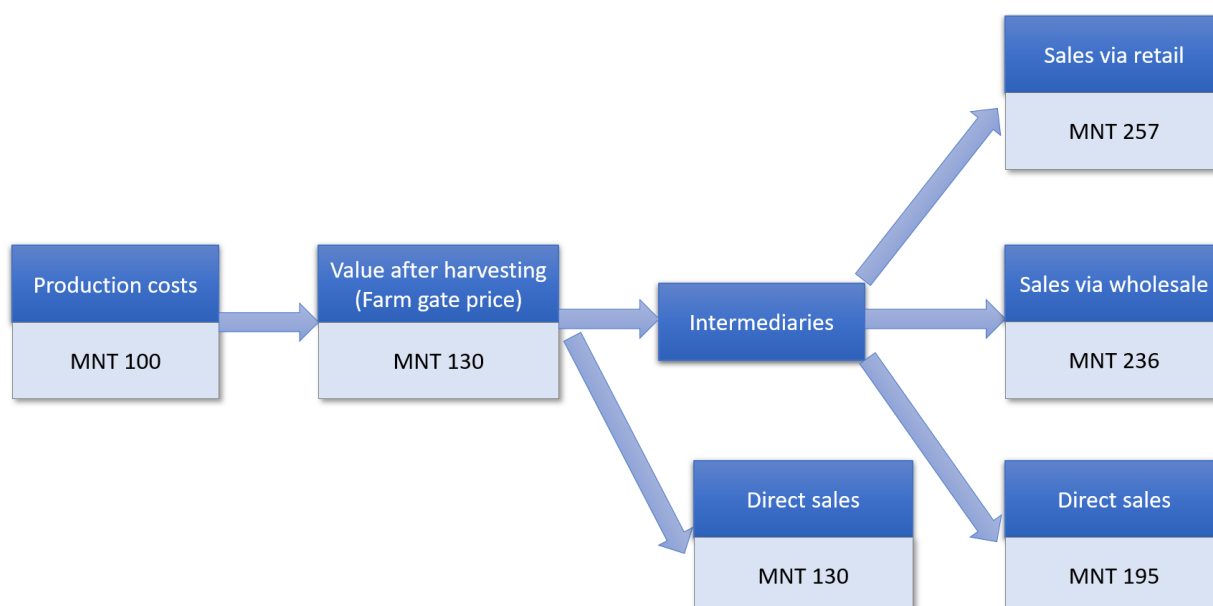 Sales via retail
MNT 257
Production costs
MNT 100
Value after harvesting
(Farm gate price)
MNT 130
Intermediaries
Sales via wholesale
MNT 236
Direct sales
MNT 130
Direct sales
MNT 195